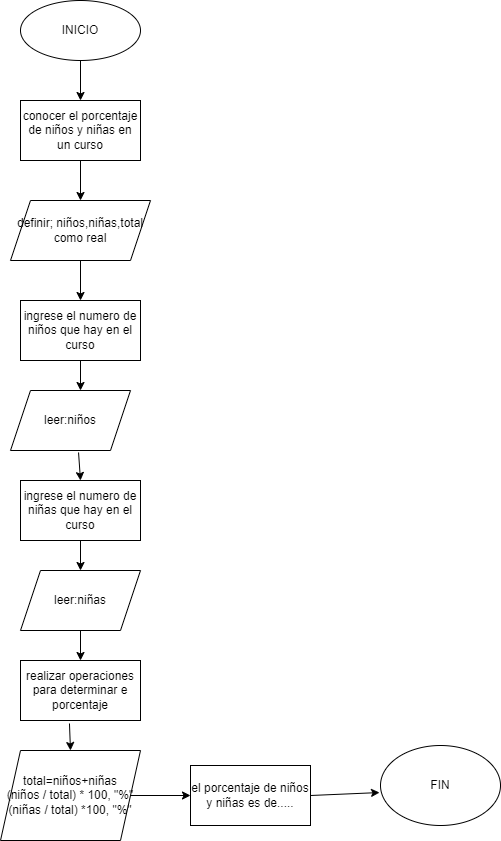 INICIO
conocer el porcentaje
de niños y niñas en
un curso
definir; niños,niñas,total
como real
ingrese el numero de
niños que hay en el
curso
leer:niños
ingrese el numero de
niñas que hay en el
curso
leer:niñas
realizar operaciones
para determinar e
porcentaje
total=niños+niñas
(niños / total) * 100, "%"
(niñas / total) *100, "%"
el porcentaje de niños
y niñas es de.....
FIN